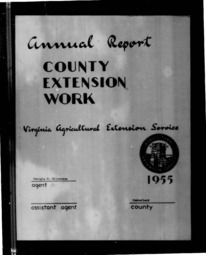 Annual Report
COUNTY
EXTENSION
WORK
Virginia Agricultural Extension Service
1955
agent
assistant agent
county